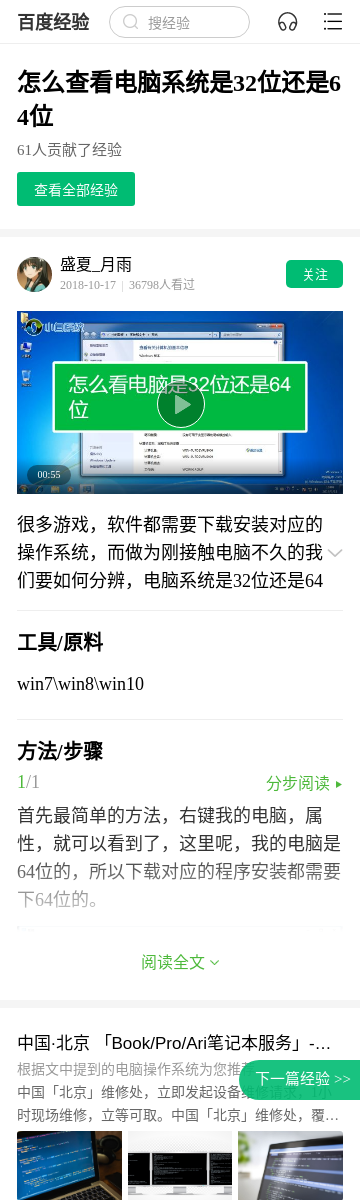 百度经验
搜经验
怎么查看电脑系统是32位还是6
4位
61人贡献了经验
查看全部经验
盛夏_月雨
关注
2018-10-17 | 36798人看过
怎么看电脑是32位还是64
位
00:55
很多游戏，软件都需要下载安装对应的
操作系统，而做为刚接触电脑不久的我
们要如何分辨，电脑系统是32位还是64
工具/原料
win7\win8\win10
方法/步骤
1/1
分步阅读
首先最简单的方法，右键我的电脑，属
性，就可以看到了，这里呢，我的电脑是
64位的，所以下载对应的程序安装都需要
下64位的。
阅读全文
中国·北京 「Book/Pro/Ari笔记本服务」-…
根据文中提到的电脑操作系统为您推荐
下一篇经验 >>
中国「北京」维修处，立即发起设备维修请求。1小
时现场维修，立等可取。中国「北京」维修处，覆…